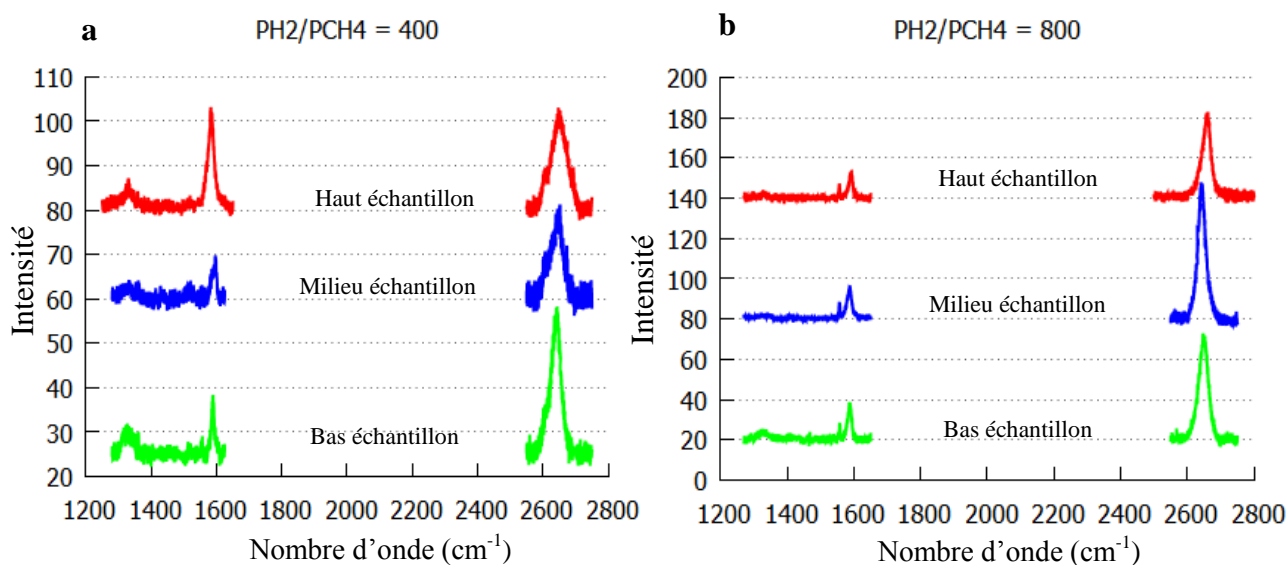 a
PH2/PCH4 = 400
110
100
90
80
70
60
50
40
30
20
Intensité
Haut échantillon
Milieu échantillon
Bas échantillon
1200 1400 1600 1800 2000 2200 2400 2600 2800
Nombre d’onde (cm-1)
b
PH2/PCH4 = 800
200
180
160
140
120
100
80
60
40
20
0
Intensité
Haut échantillon
Milieu échantillon
Bas échantillon
1200 1400 1600 1800 2000 2200 2400 2600 2800
Nombre d’onde (cm-1)